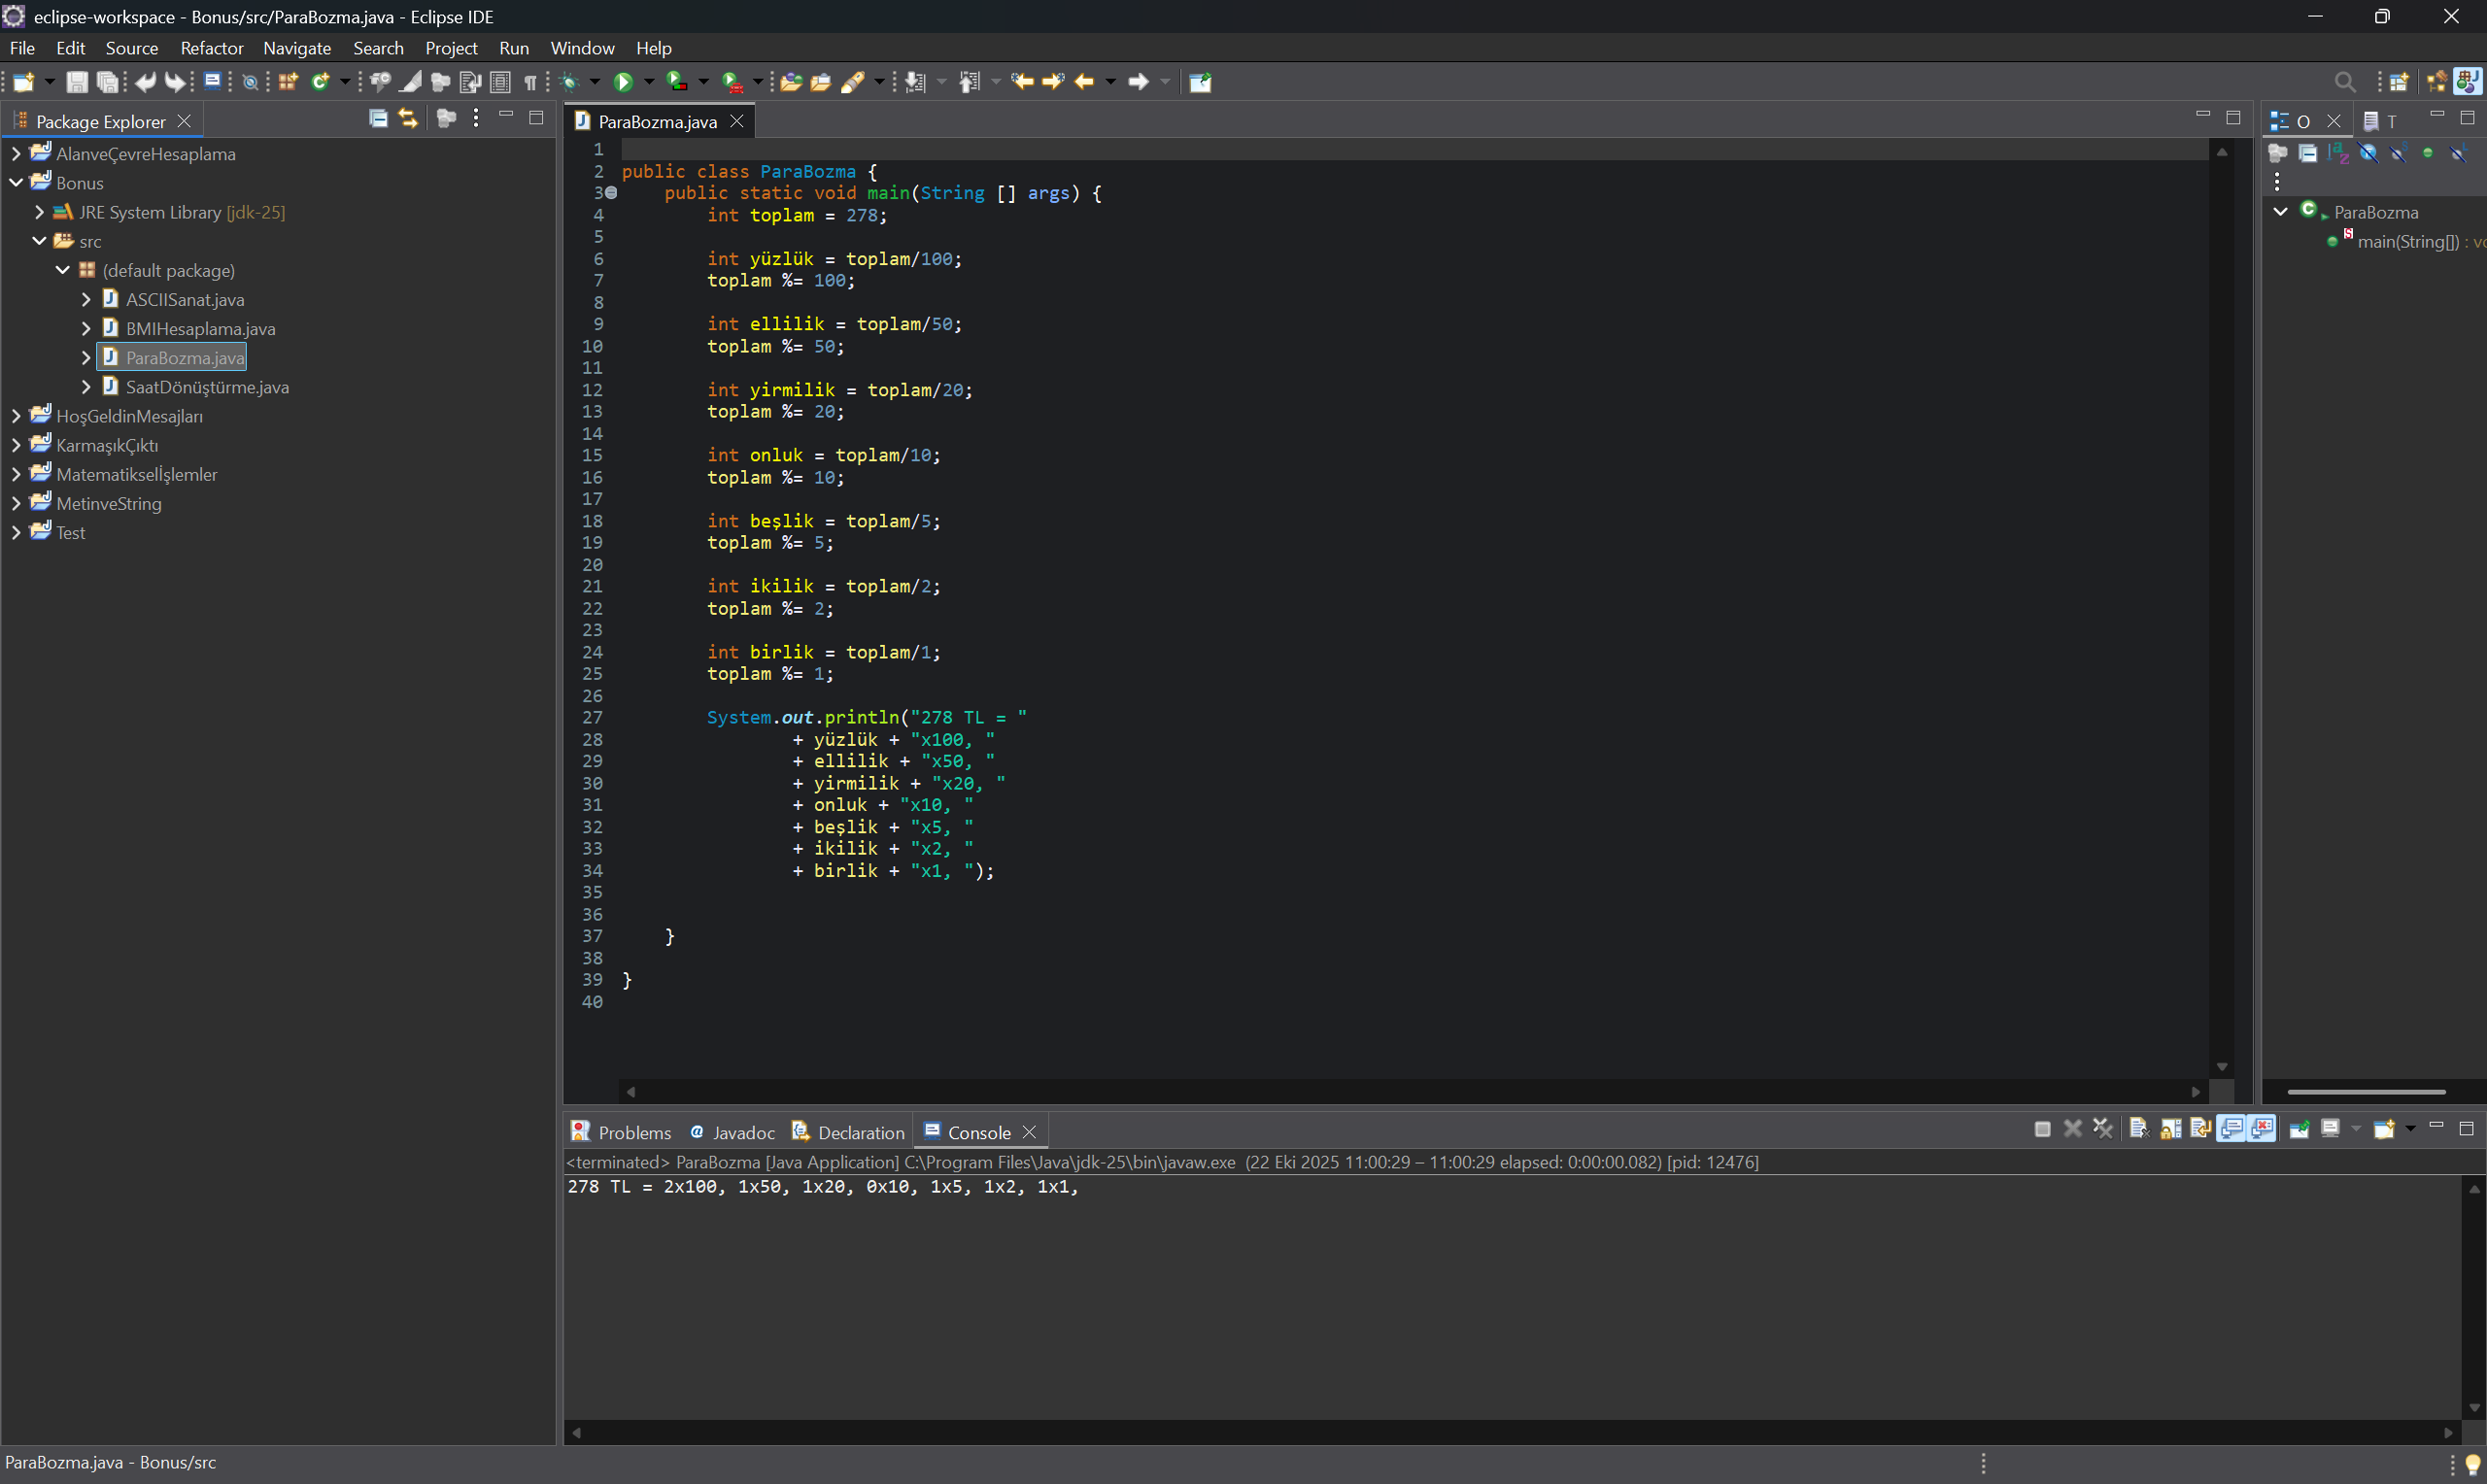 eclipse-workspace - Bonus/src/ParaBozma.java - Eclipse IDE
File Edit Source Refactor Navigate Search Project Run Window Help
Package Explorer
AlanveÇevreHesaplama
Bonus
JRE System Library [jdk-25]
src
(default package)
ASCIISanat.java
BMIHesaplama.java
ParaBozma.java
SaatDönüştürme.java
HoşGeldinMesajları
KarmaşıkÇıktı
Matematikselİşlemler
MetinveString
Test
ParaBozma.java
1
2 public class ParaBozma {
3 public static void main(String [] args) {
4 int toplam = 278;
5
6 int yüzlük = toplam/100;
7 toplam %= 100;
8
9 int ellilik = toplam/50;
10 toplam %= 50;
11
12 int yirmilik = toplam/20;
13 toplam %= 20;
14
15 int onluk = toplam/10;
16 toplam %= 10;
17
18 int beşlik = toplam/5;
19 toplam %= 5;
20
21 int ikilik = toplam/2;
22 toplam %= 2;
23
24 int birlik = toplam/1;
25 toplam %= 1;
26
27 System.out.println("278 TL = "
28 + yüzlük + "x100, "
29 + ellilik + "x50, "
30 + yirmilik + "x20, "
31 + onluk + "x10, "
32 + beşlik + "x5, "
33 + ikilik + "x2, "
34 + birlik + "x1, ");
35
36
37 }
38
39 }
40
O T
ParaBozma
main(String[]) : vo
Problems Javadoc Declaration Console
<terminated> ParaBozma [Java Application] C:\Program Files\Java\jdk-25\bin\javaw.exe (22 Eki 2025 11:00:29 – 11:00:29 elapsed: 0:00:00.082) [pid: 12476]
278 TL = 2x100, 1x50, 1x20, 0x10, 1x5, 1x2, 1x1,
ParaBozma.java - Bonus/src